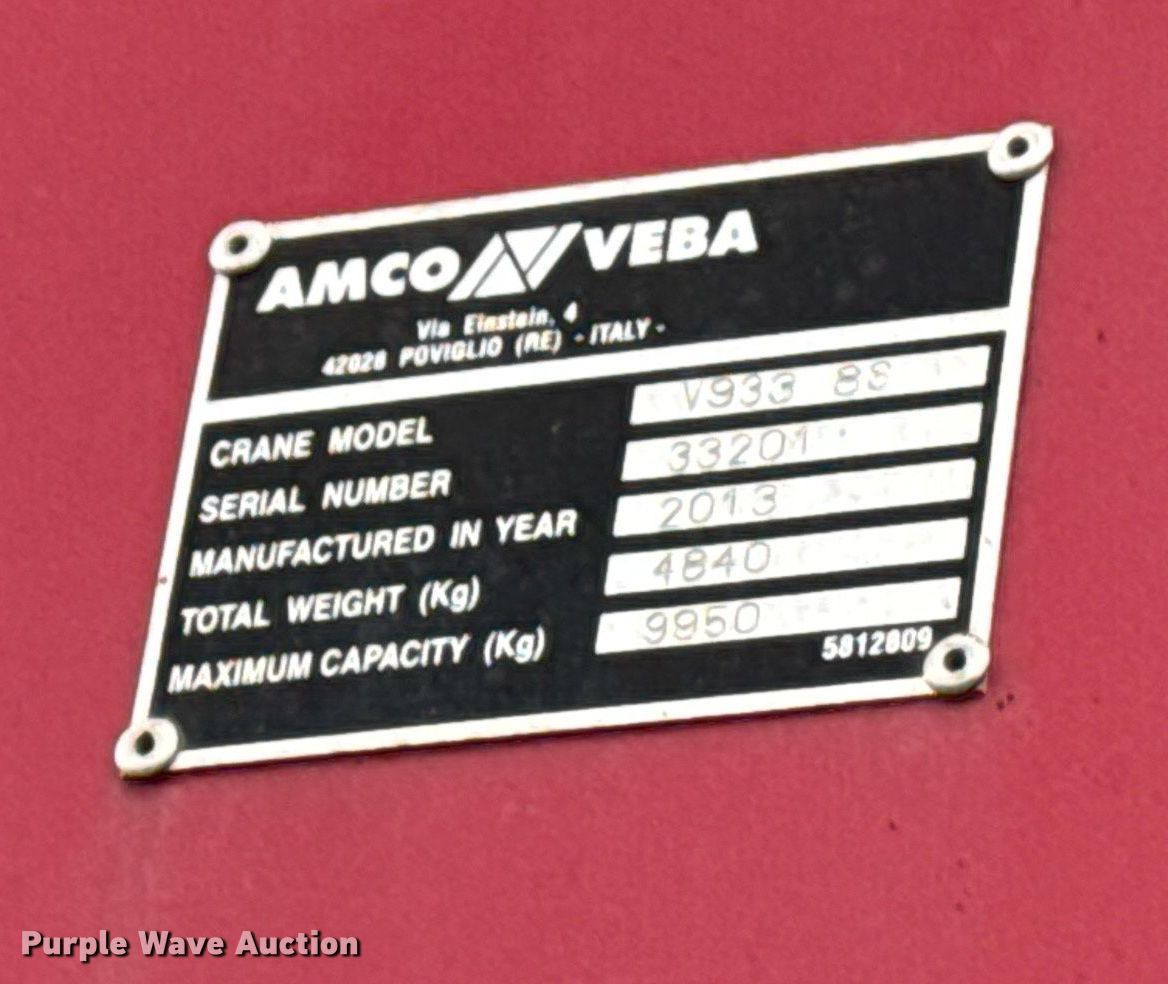 AMCO VEBA
Via Einstein, 4
42028 POVIGLIO (RE) - ITALY -
CRANE MODEL V933 8S
SERIAL NUMBER 33201
MANUFACTURED IN YEAR 2013
TOTAL WEIGHT (Kg) 4840
MAXIMUM CAPACITY (Kg) 9950
5812809
Purple Wave Auction